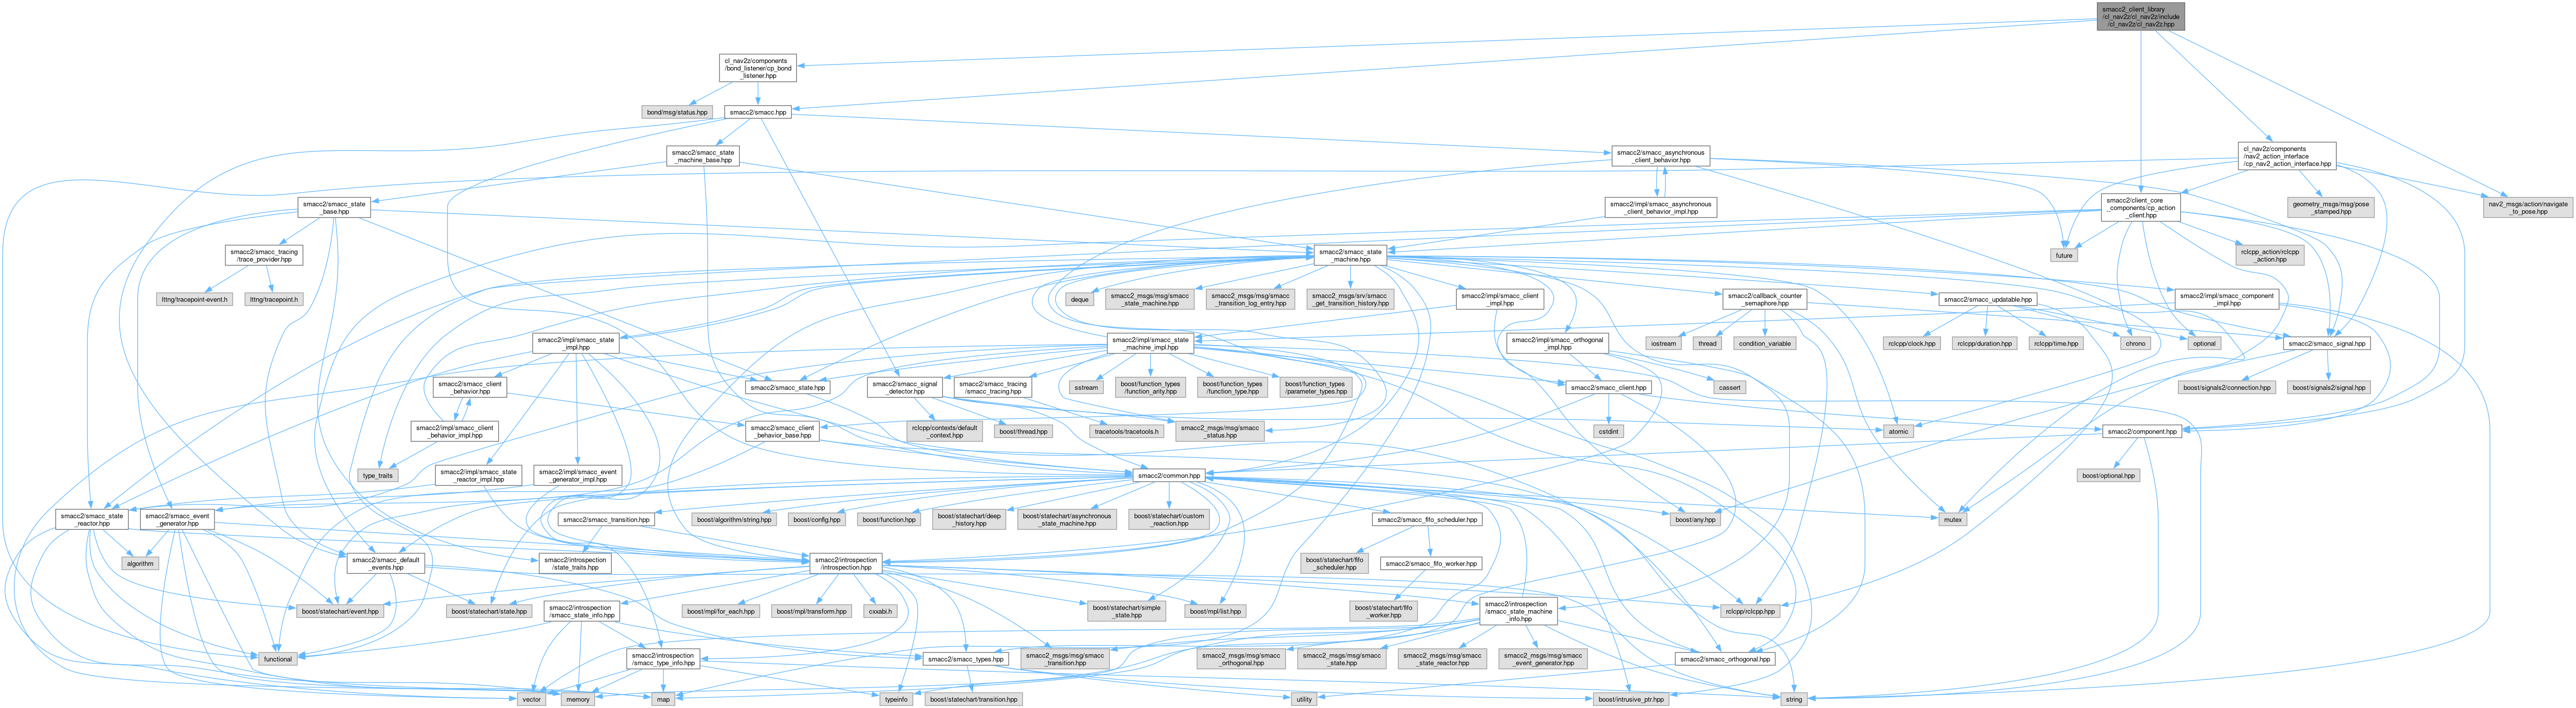 smacc2_client_library
/cl_nav2z/cl_nav2z/include
/cl_nav2z/cl_nav2z.hpp
cl_nav2z/components
/bond_listener/cp_bond
_listener.hpp
bond/msg/status.hpp
smacc2/smacc.hpp
smacc2/smacc_state
_machine_base.hpp
smacc2/smacc_asynchronous
_client_behavior.hpp
cl_nav2z/components
/nav2_action_interface
/cp_nav2_action_interface.hpp
smacc2/smacc_state
_base.hpp
smacc2/impl/smacc_asynchronous
_client_behavior_impl.hpp
smacc2/client_core
_components/cp_action
_client.hpp
geometry_msgs/msg/pose
_stamped.hpp
nav2_msgs/action/navigate
_to_pose.hpp
smacc2/smacc_tracing
/trace_provider.hpp
smacc2/smacc_state
_machine.hpp
future
rclcpp_action/rclcpp
_action.hpp
lttng/tracepoint-event.h
lttng/tracepoint.h
deque
smacc2_msgs/msg/smacc
_state_machine.hpp
smacc2_msgs/msg/smacc
_transition_log_entry.hpp
smacc2_msgs/srv/smacc
_get_transition_history.hpp
smacc2/impl/smacc_client
_impl.hpp
smacc2/callback_counter
_semaphore.hpp
smacc2/smacc_updatable.hpp
smacc2/impl/smacc_component
_impl.hpp
smacc2/impl/smacc_state
_impl.hpp
smacc2/impl/smacc_state
_machine_impl.hpp
smacc2/impl/smacc_orthogonal
_impl.hpp
iostream
thread
condition_variable
rclcpp/clock.hpp
rclcpp/duration.hpp
rclcpp/time.hpp
chrono
optional
smacc2/smacc_signal.hpp
smacc2/smacc_client
_behavior.hpp
smacc2/smacc_state.hpp
smacc2/smacc_signal
_detector.hpp
smacc2/smacc_tracing
/smacc_tracing.hpp
sstream
boost/function_types
/function_arity.hpp
boost/function_types
/function_type.hpp
boost/function_types
/parameter_types.hpp
smacc2/smacc_client.hpp
cassert
boost/signals2/connection.hpp
boost/signals2/signal.hpp
smacc2/impl/smacc_client
_behavior_impl.hpp
smacc2/smacc_client
_behavior_base.hpp
rclcpp/contexts/default
_context.hpp
boost/thread.hpp
tracetools/tracetools.h
smacc2_msgs/msg/smacc
_status.hpp
cstdint
atomic
smacc2/component.hpp
type_traits
smacc2/impl/smacc_state
_reactor_impl.hpp
smacc2/impl/smacc_event
_generator_impl.hpp
smacc2/common.hpp
boost/optional.hpp
smacc2/smacc_state
_reactor.hpp
smacc2/smacc_event
_generator.hpp
smacc2/smacc_transition.hpp
boost/algorithm/string.hpp
boost/config.hpp
boost/function.hpp
boost/statechart/deep
_history.hpp
boost/statechart/asynchronous
_state_machine.hpp
boost/statechart/custom
_reaction.hpp
smacc2/smacc_fifo_scheduler.hpp
boost/any.hpp
mutex
algorithm
smacc2/smacc_default
_events.hpp
smacc2/introspection
/state_traits.hpp
smacc2/introspection
/introspection.hpp
boost/statechart/fifo
_scheduler.hpp
smacc2/smacc_fifo_worker.hpp
boost/statechart/event.hpp
boost/statechart/state.hpp
smacc2/introspection
/smacc_state_info.hpp
boost/mpl/for_each.hpp
boost/mpl/transform.hpp
cxxabi.h
boost/statechart/simple
_state.hpp
boost/mpl/list.hpp
boost/statechart/fifo
_worker.hpp
smacc2/introspection
/smacc_state_machine
_info.hpp
rclcpp/rclcpp.hpp
functional
smacc2/introspection
/smacc_type_info.hpp
smacc2/smacc_types.hpp
smacc2_msgs/msg/smacc
_transition.hpp
smacc2_msgs/msg/smacc
_orthogonal.hpp
smacc2_msgs/msg/smacc
_state.hpp
smacc2_msgs/msg/smacc
_state_reactor.hpp
smacc2_msgs/msg/smacc
_event_generator.hpp
smacc2/smacc_orthogonal.hpp
vector
memory
map
typeinfo
boost/statechart/transition.hpp
utility
boost/intrusive_ptr.hpp
string